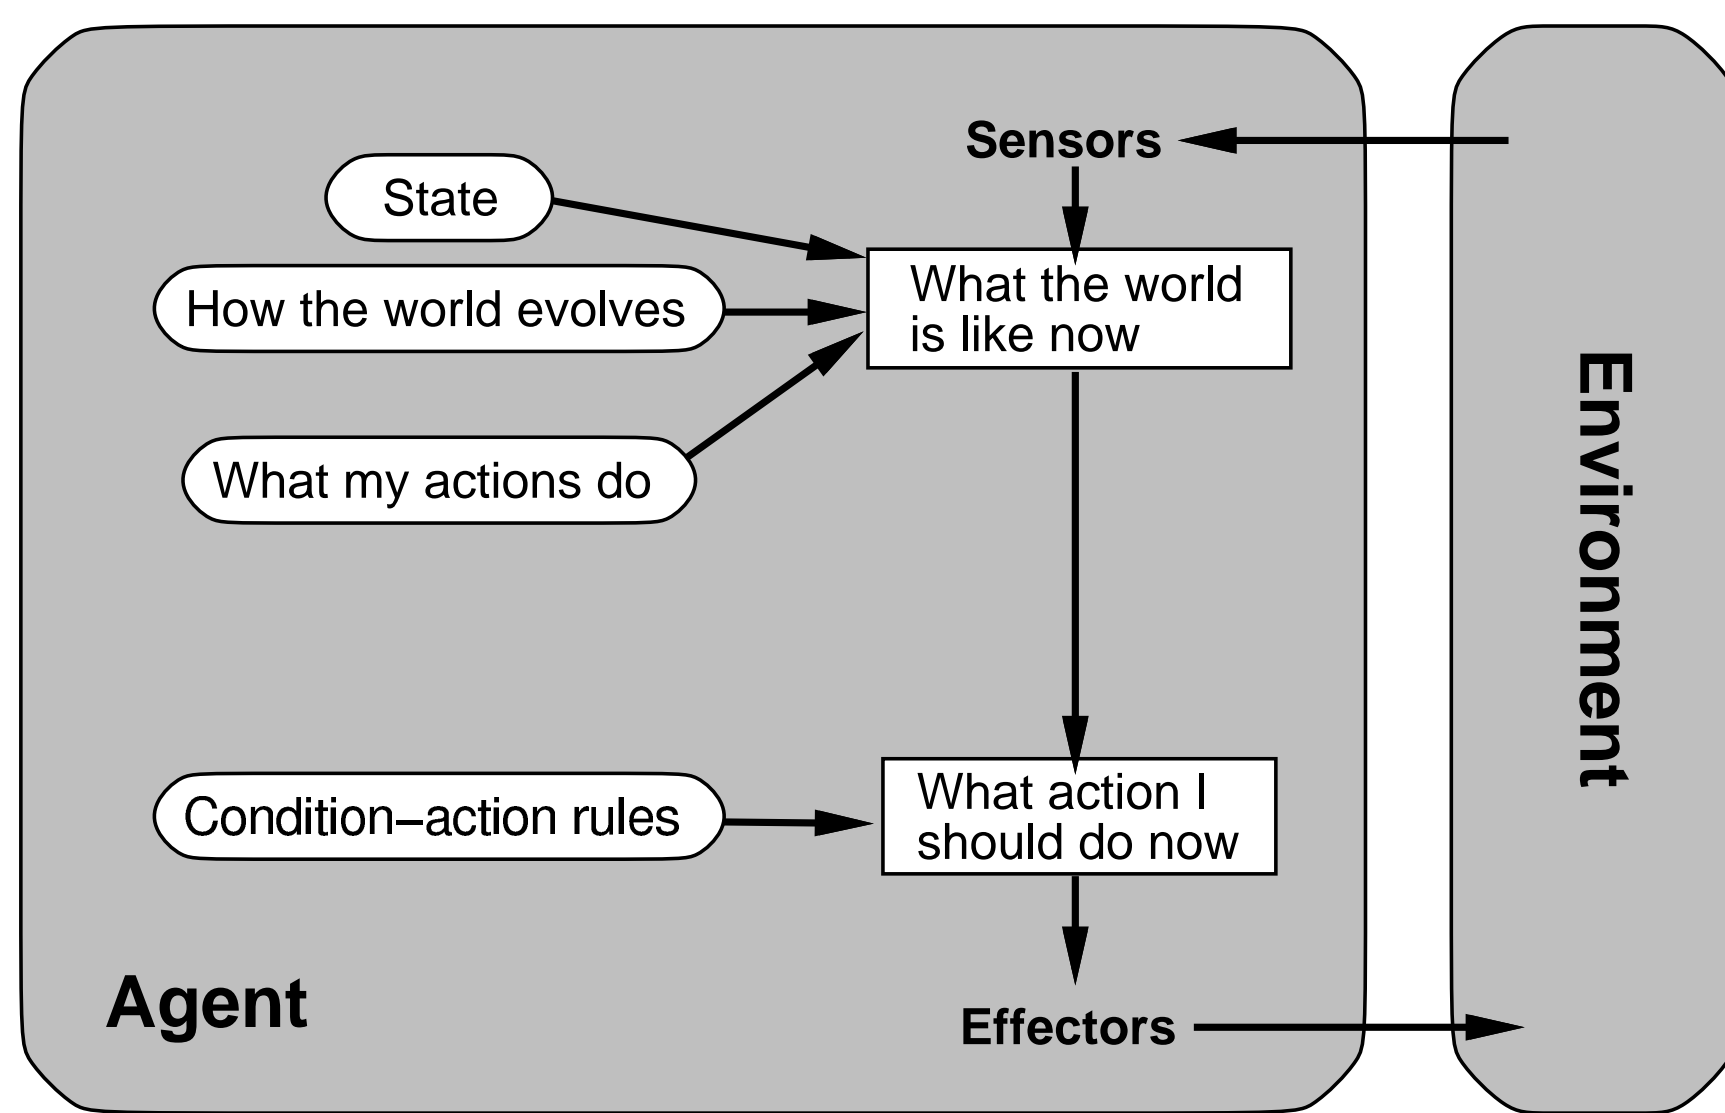 Sensors
State
What the world
is like now
How the world evolves
What my actions do
Environment
What action I
should do now
Condition–action rules
Agent
Effectors